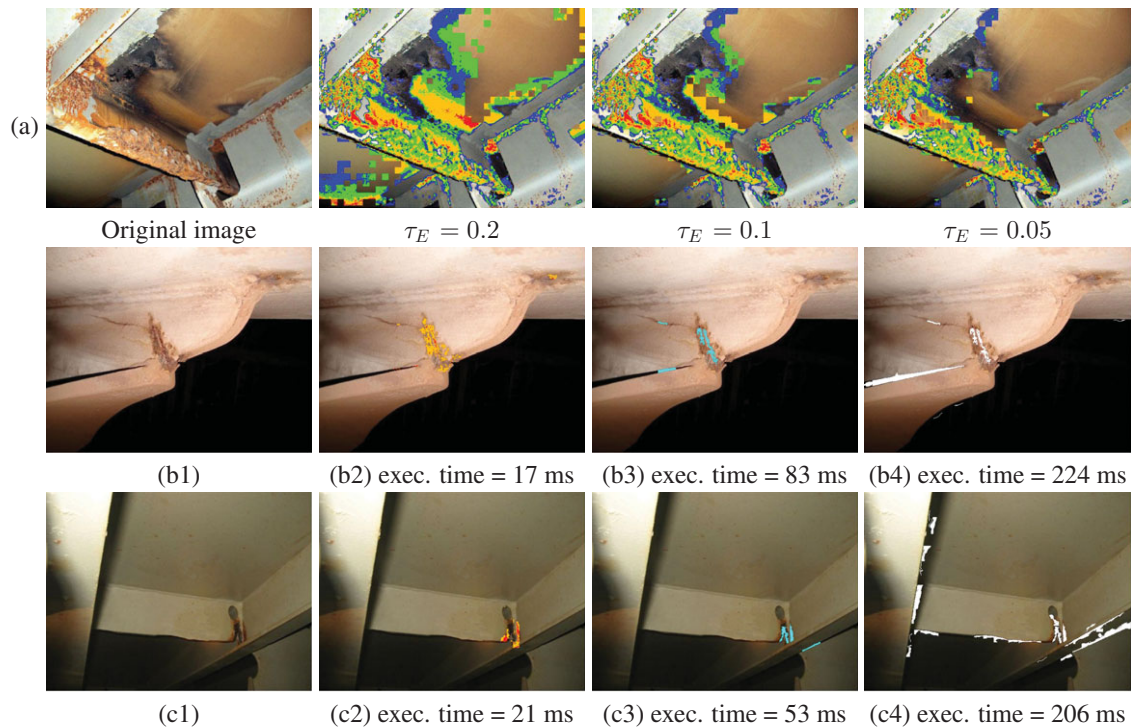 (a)
Original image
τ_E = 0.2
τ_E = 0.1
τ_E = 0.05
(b1)
(b2) exec. time = 17 ms
(b3) exec. time = 83 ms
(b4) exec. time = 224 ms
(c1)
(c2) exec. time = 21 ms
(c3) exec. time = 53 ms
(c4) exec. time = 206 ms